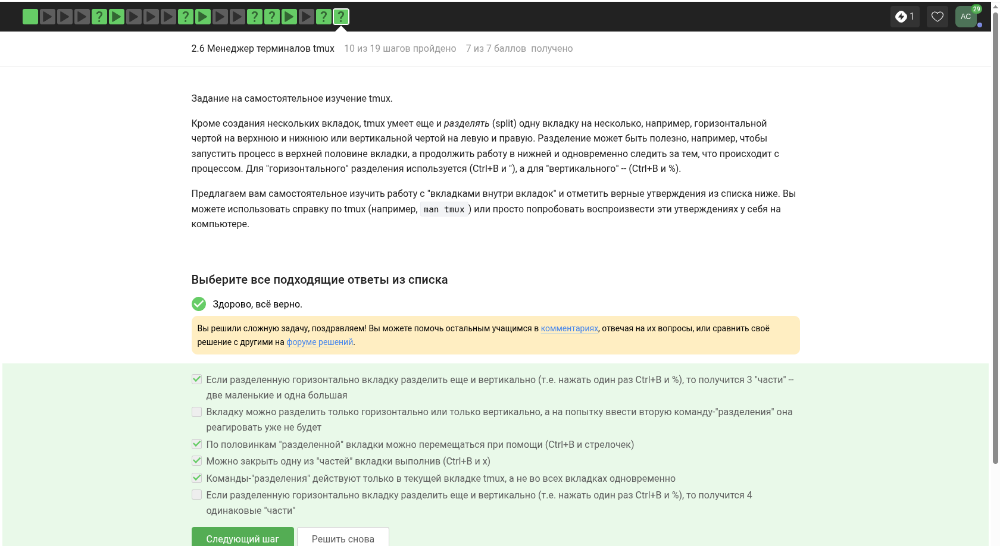 ? ? ? ? ? ? 1 AC 29
2.6 Менеджер терминалов tmux 10 из 19 шагов пройдено 7 из 7 баллов получено
Задание на самостоятельное изучение tmux.
Кроме создания нескольких вкладок, tmux умеет еще и разделять (split) одну вкладку на несколько, например, горизонтальной
чертой на верхнюю и нижнюю или вертикальной чертой на левую и правую. Разделение может быть полезно, например, чтобы
запустить процесс в верхней половине вкладки, а продолжить работу в нижней и одновременно следить за тем, что происходит с
процессом. Для "горизонтального" разделения используется (Ctrl+B и "), а для "вертикального" -- (Ctrl+B и %).
Предлагаем вам самостоятельное изучить работу с "вкладками внутри вкладок" и отметить верные утверждения из списка ниже. Вы
можете использовать справку по tmux (например, man tmux) или просто попробовать воспроизвести эти утверждениях у себя на
компьютере.
Выберите все подходящие ответы из списка
Здорово, всё верно.
Вы решили сложную задачу, поздравляем! Вы можете помочь остальным учащимся в комментариях, отвечая на их вопросы, или сравнить своё
решение с другими на форуме решений.
Если разделенную горизонтально вкладку разделить еще и вертикально (т.е. нажать один раз Ctrl+B и %), то получится 3 "части" --
две маленькие и одна большая
Вкладку можно разделить только горизонтально или только вертикально, а на попытку ввести вторую команду-"разделения" она
реагировать уже не будет
По половинкам "разделенной" вкладки можно перемещаться при помощи (Ctrl+B и стрелочек)
Можно закрыть одну из "частей" вкладки выполнив (Ctrl+B и x)
Команды-"разделения" действуют только в текущей вкладке tmux, а не во всех вкладках одновременно
Если разделенную горизонтально вкладку разделить еще и вертикально (т.е. нажать один раз Ctrl+B и %), то получится 4
одинаковые "части"
Следующий шаг Решить снова